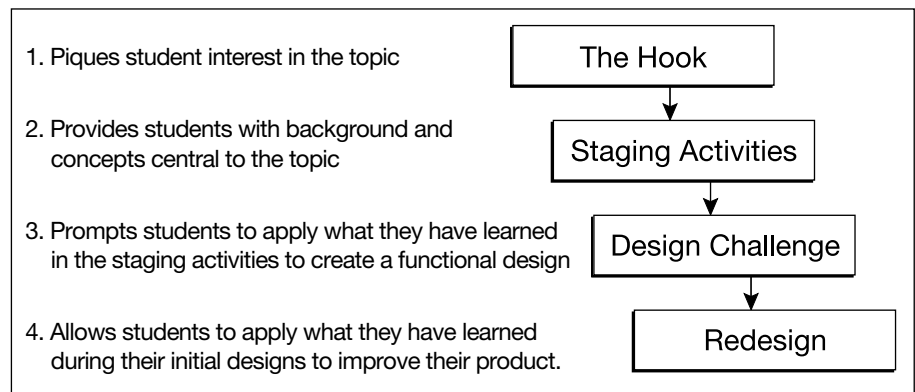 1. Piques student interest in the topic
The Hook
2. Provides students with background and
concepts central to the topic
Staging Activities
3. Prompts students to apply what they have learned
in the staging activities to create a functional design
Design Challenge
4. Allows students to apply what they have learned
during their initial designs to improve their product.
Redesign